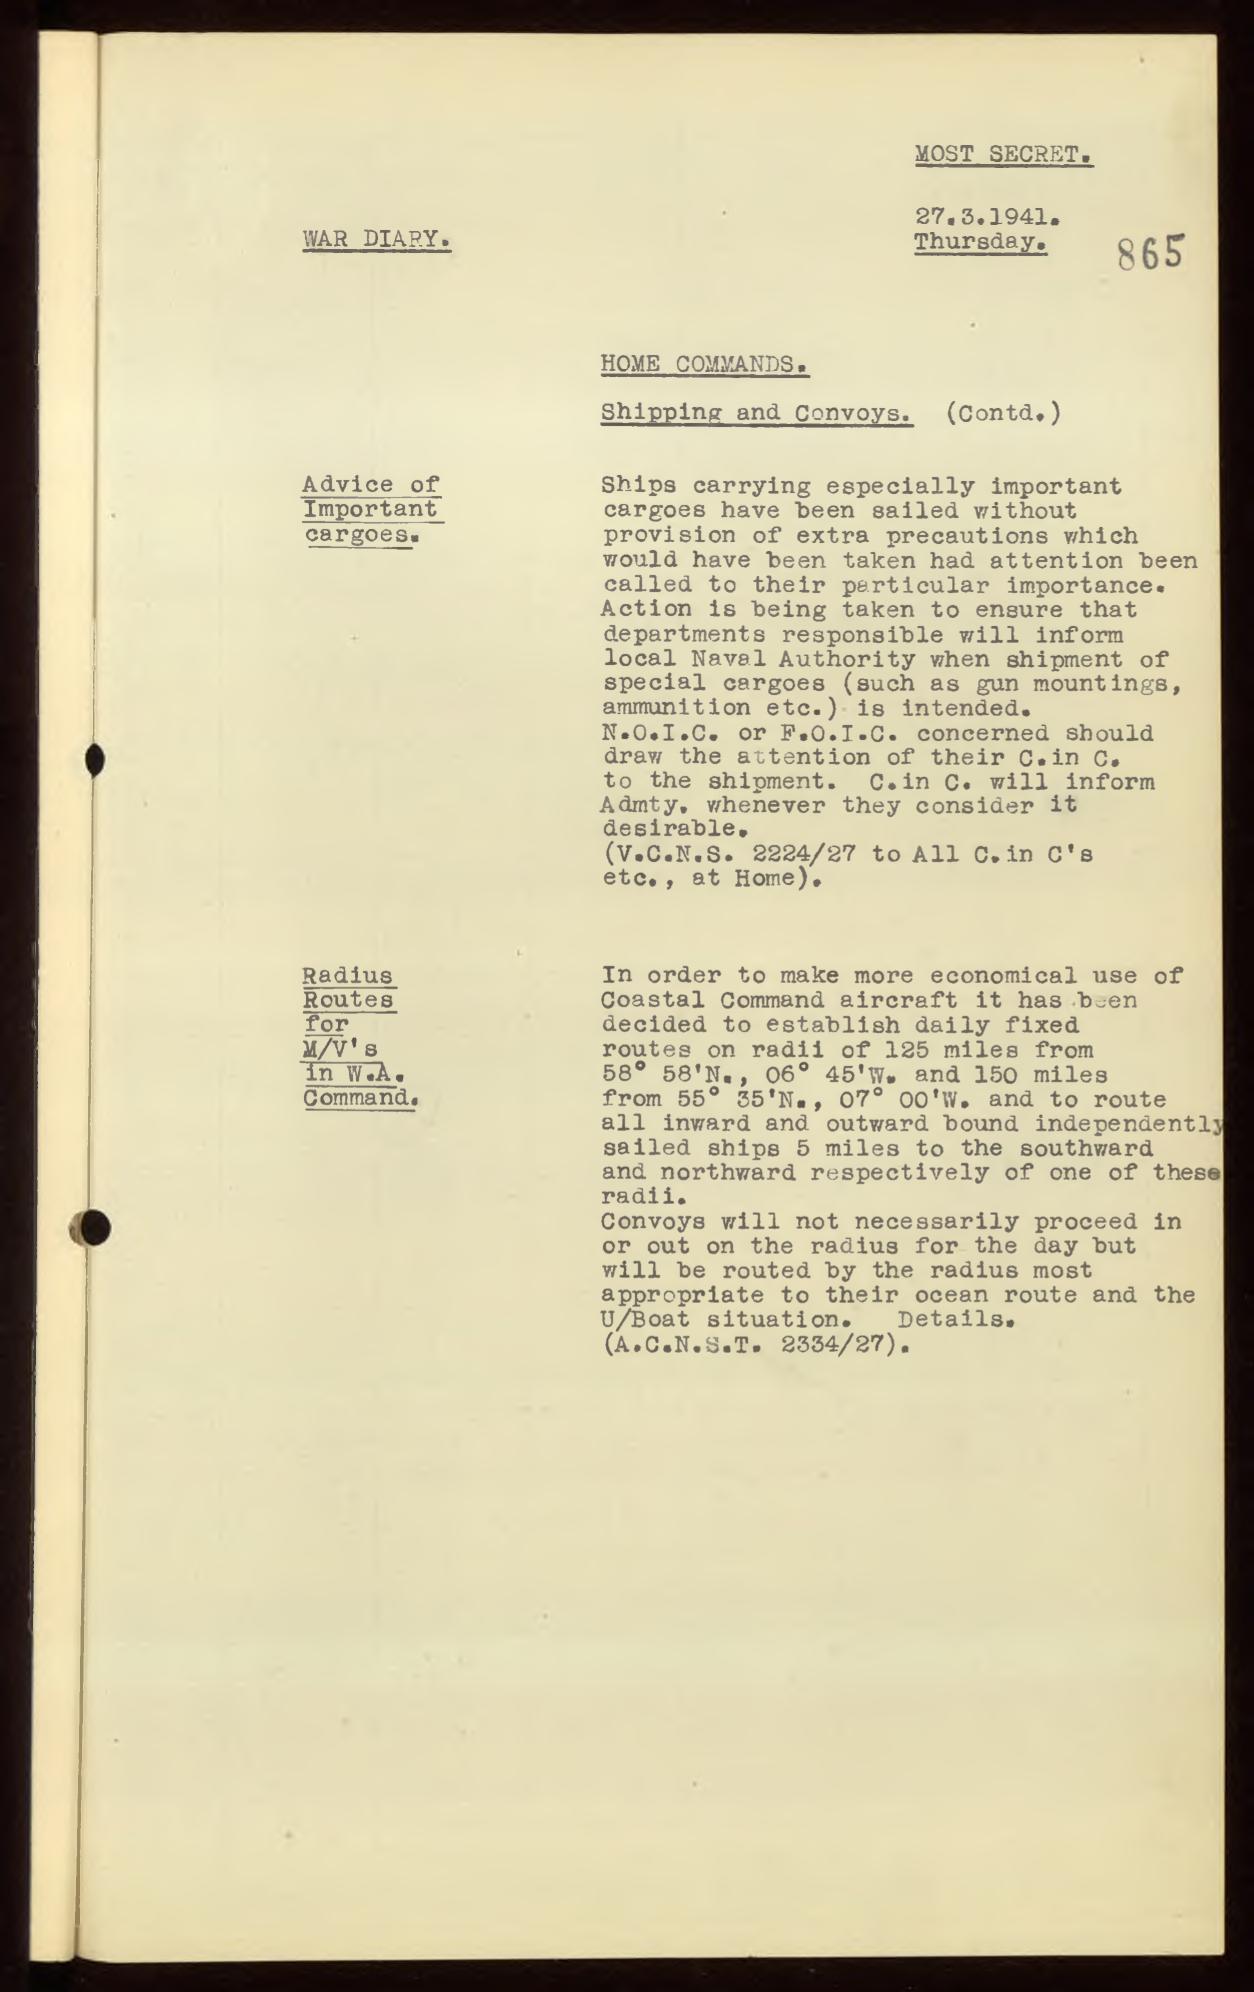 MOST SECRET.
27.3.1941.
WAR DIARY.
Thursday.
865
HOME COMMANDS.
Shipping and Convoys. (Contd.)
Advice of
Important
cargoes.
Ships carrying especially important
cargoes have been sailed without
provision of extra precautions which
would have been taken had attention been
called to their particular importance.
Action is being taken to ensure that
departments responsible will inform
local Naval Authority when shipment of
special cargoes (such as gun mountings,
ammunition etc.) is intended.
N.O.I.C. or F.O.I.C. concerned should
draw the attention of their C.in C.
to the shipment. C.in C. will inform
Admty. whenever they consider it
desirable.
(V.C.N.S. 2224/27 to All C.in C's
etc., at Home).
Radius
Routes
for
M/V's
in W.A.
Command.
In order to make more economical use of
Coastal Command aircraft it has been
decided to establish daily fixed
routes on radii of 125 miles from
58° 58'N., 06° 45'W. and 150 miles
from 55° 35'N., 07° 00'W. and to route
all inward and outward bound independently
sailed ships 5 miles to the southward
and northward respectively of one of these
radii.
Convoys will not necessarily proceed in
or out on the radius for the day but
will be routed by the radius most
appropriate to their ocean route and the
U/Boat situation. Details.
(A.C.N.S.T. 2334/27).